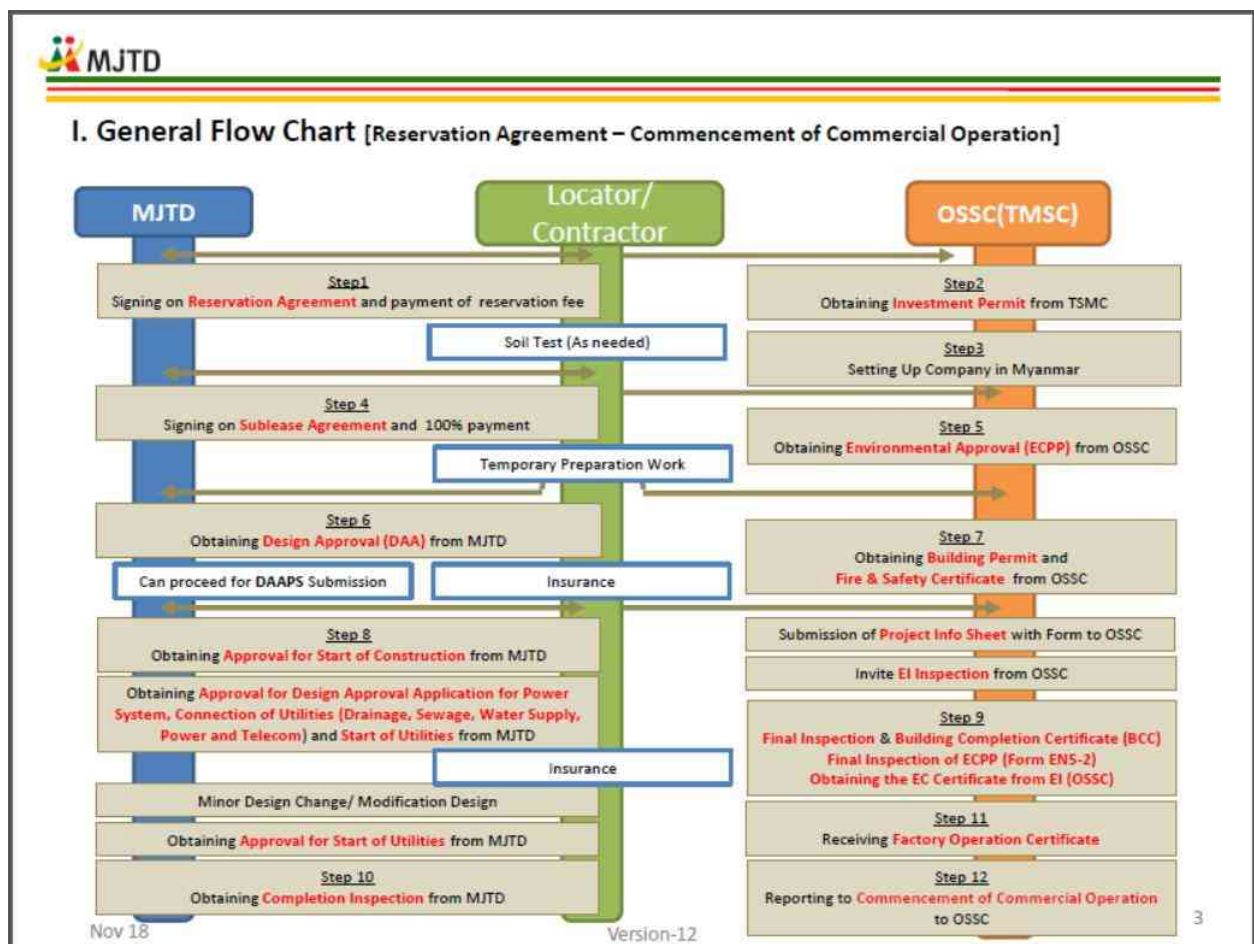 MJTD
I. General Flow Chart [Reservation Agreement – Commencement of Commercial Operation]
MJTD
Locator/
Contractor
OSSC(TMSC)
Step1
Signing on Reservation Agreement and payment of reservation fee
Step2
Obtaining Investment Permit from TSMC
Soil Test (As needed)
Step3
Setting Up Company in Myanmar
Step 4
Signing on Sublease Agreement and 100% payment
Step 5
Obtaining Environmental Approval (ECPP) from OSSC
Temporary Preparation Work
Step 6
Obtaining Design Approval (DAA) from MJTD
Step 7
Obtaining Building Permit and
Fire & Safety Certificate from OSSC
Can proceed for DAAPS Submission
Insurance
Step 8
Obtaining Approval for Start of Construction from MJTD
Submission of Project Info Sheet with Form to OSSC
Invite EI Inspection from OSSC
Obtaining Approval for Design Approval Application for Power
System, Connection of Utilities (Drainage, Sewage, Water Supply,
Power and Telecom) and Start of Utilities from MJTD
Step 9
Final Inspection & Building Completion Certificate (BCC)
Final Inspection of ECPP (Form EN5-2)
Obtaining the EC Certificate from EI (OSSC)
Insurance
Minor Design Change/ Modification Design
Obtaining Approval for Start of Utilities from MJTD
Step 11
Receiving Factory Operation Certificate
Step 10
Obtaining Completion Inspection from MJTD
Step 12
Reporting to Commencement of Commercial Operation
to OSSC
Nov 18
Version-12
3